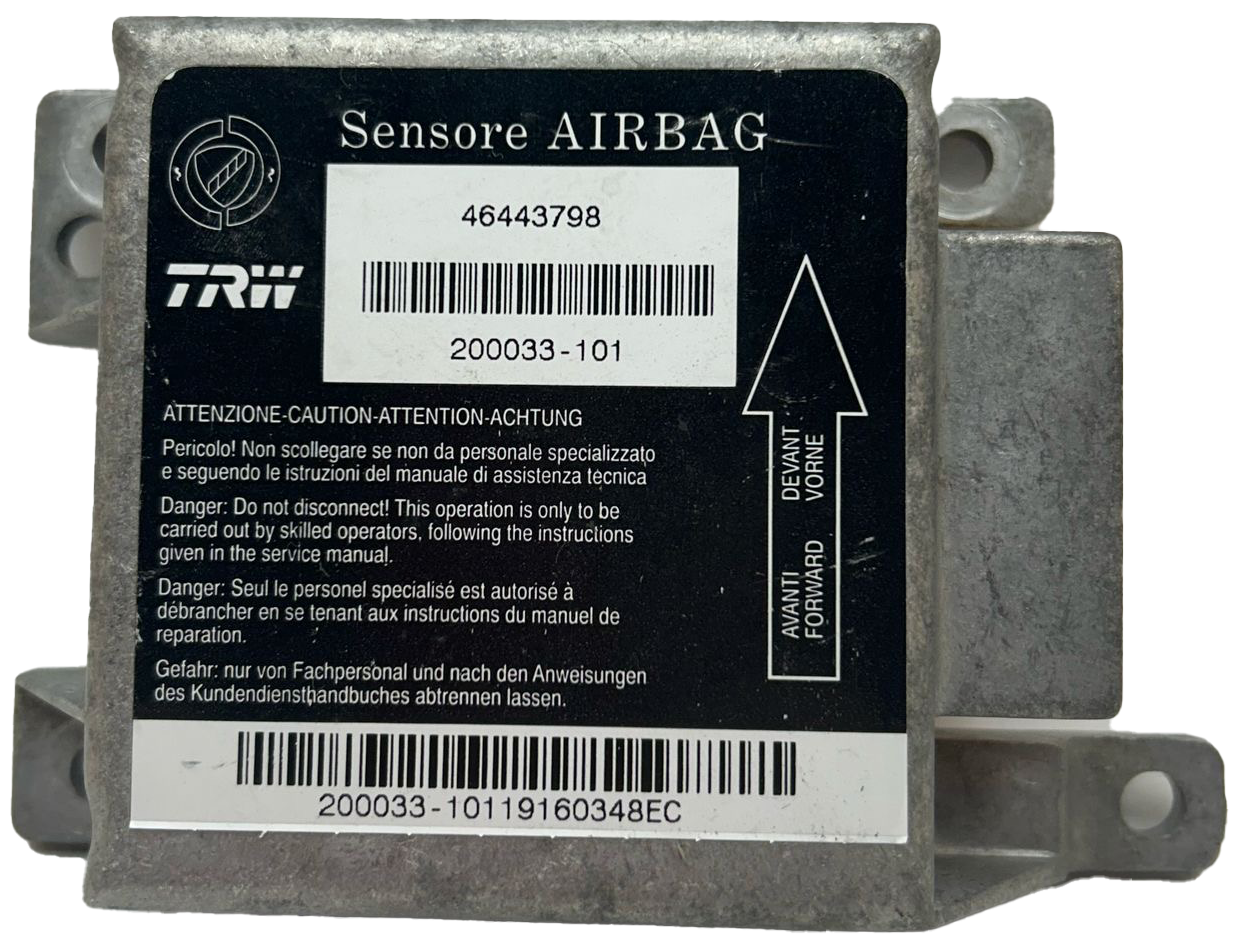 Sensore AIRBAG
46443798
TRW
200033-101
ATTENZIONE-CAUTION-ATTENTION-ACHTUNG
Pericolo! Non scollegare se non da personale specializzato
e seguendo le istruzioni del manuale di assistenza tecnica
Danger: Do not disconnect! This operation is only to be
carried out by skilled operators, following the instructions
given in the service manual.
Danger: Seul le personel specialisé est autorisé à
débrancher en se tenant aux instructions du manuel de
reparation.
Gefahr: nur von Fachpersonal und nach den Anweisungen
des Kundendiensthandbuches abtrennen lassen.
AVANTI DEVANT
FORWARD VORNE
200033-10119160348EC